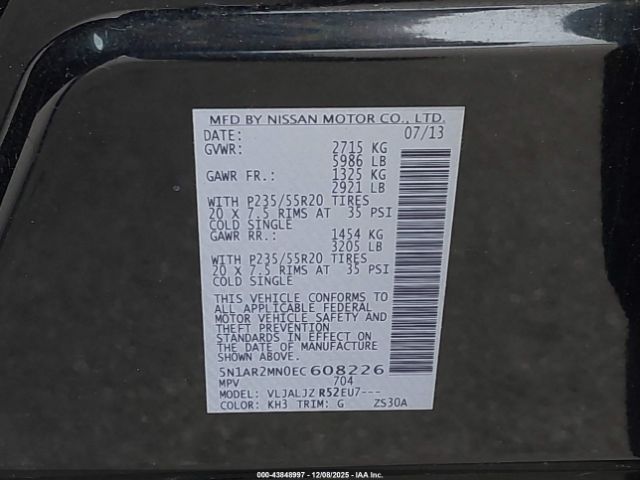 MFD BY NISSAN MOTOR CO., LTD.
DATE: 07/13
GVWR: 2715 KG
5986 LB
GAWR FR.: 1325 KG
2921 LB
WITH P235/55R20 TIRES
20 X 7.5 RIMS AT 35 PSI
COLD SINGLE
GAWR RR.: 1454 KG
3205 LB
WITH P235/55R20 TIRES
20 X 7.5 RIMS AT 35 PSI
COLD SINGLE
THIS VEHICLE CONFORMS TO
ALL APPLICABLE FEDERAL
MOTOR VEHICLE SAFETY AND
THEFT PREVENTION
STANDARDS IN EFFECT ON
THE DATE OF MANUFACTURE
SHOWN ABOVE.
5N1AR2MN0EC608226
MPV 704
MODEL: VLJALJZ R52EU7---
COLOR: KH3 TRIM: G ZS30A
000-43848997 - 12/08/2025 - IAA Inc.